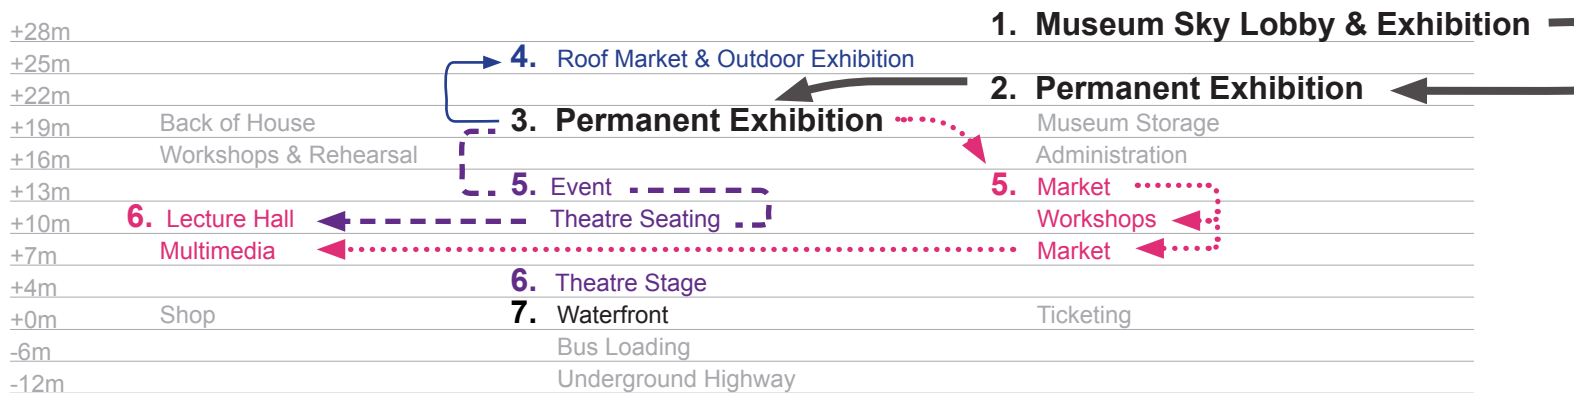 +28m 1. Museum Sky Lobby & Exhibition
+25m 4. Roof Market & Outdoor Exhibition
+22m 2. Permanent Exhibition
+19m Back of House 3. Permanent Exhibition Museum Storage
+16m Workshops & Rehearsal Administration
+13m 5. Event 5. Market
+10m 6. Lecture Hall Theatre Seating Workshops
+7m Multimedia Market
+4m 6. Theatre Stage
+0m Shop 7. Waterfront Ticketing
-6m Bus Loading
-12m Underground Highway